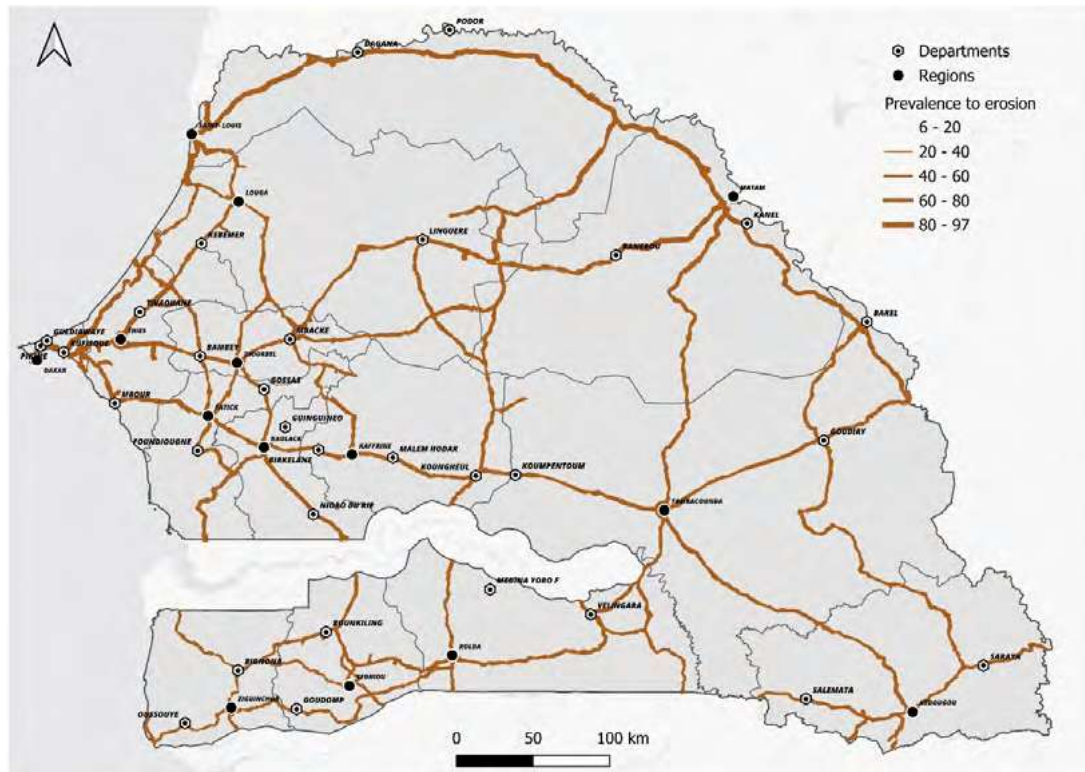 PODOR
DAGANA
Departments
Regions
Prevalence to erosion
6 - 20
20 - 40
40 - 60
60 - 80
80 - 97
SAINT-LOUIS
MATAM
LOUGA
KANEL
KEBEMER
LINGUERE
RANEROU
TIVAOUANE
BAKEL
GUEDIAWAYE
THIES
MBACKE
RUFISQUE
PIKINE
BAMBEY
DIOURBEL
DAKAR
GOSSAS
MBOUR
FATICK
GUINGUINEO
GOUDIRY
FOUNDIOUGNE
KAOLACK
BIRKELANE
KAFFRINE
MALEM HODAR
KOUNGHEUL
KOUMPENTOUM
NIORO DU RIP
TAMBACOUNDA
MEDINA YORO F
VELINGARA
BOUNKILING
KOLDA
BIGNONA
SARAYA
SEDHIOU
SALEMATA
ZIGUINCHOR
GOUDOMP
KEDOUGOU
OUSSOUYE
0 50 100 km